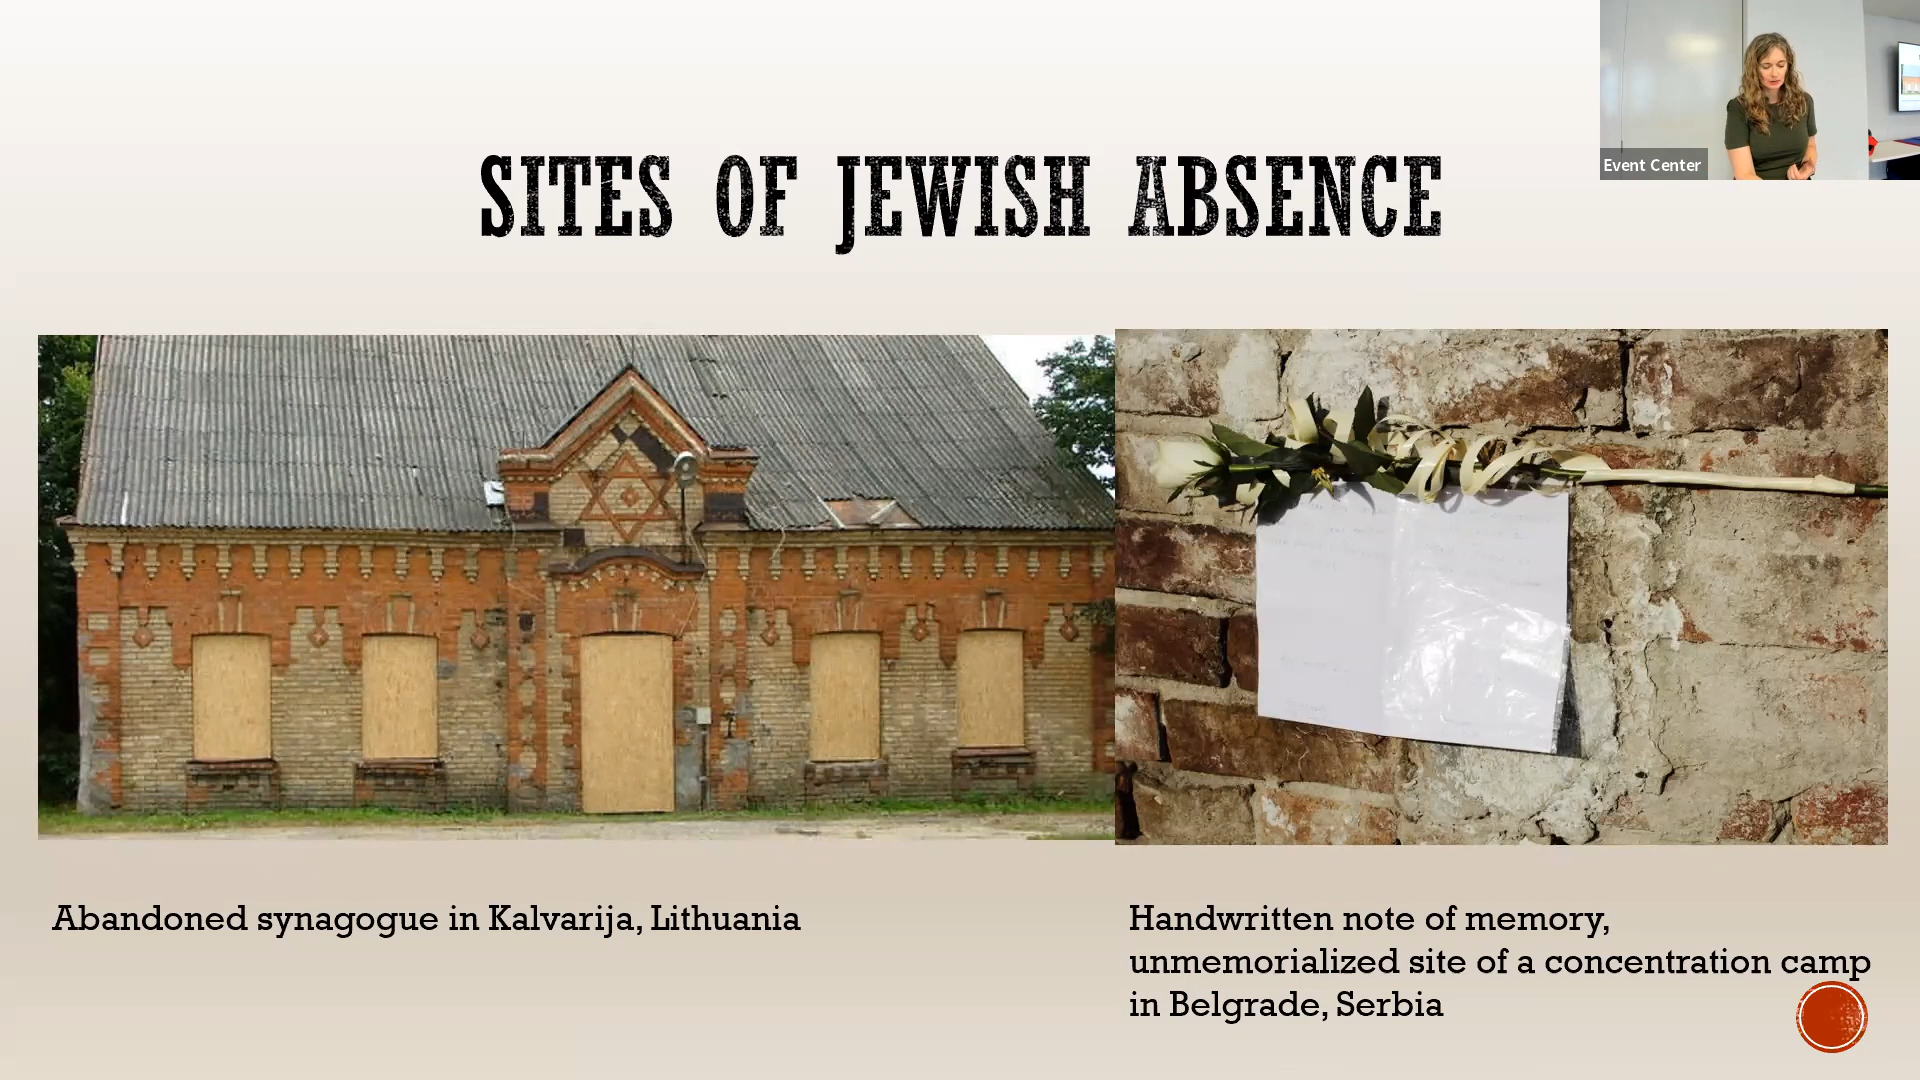 SITES OF JEWISH ABSENCE
Event Center
Abandoned synagogue in Kalvarija, Lithuania
Handwritten note of memory,
unmemorialized site of a concentration camp
in Belgrade, Serbia